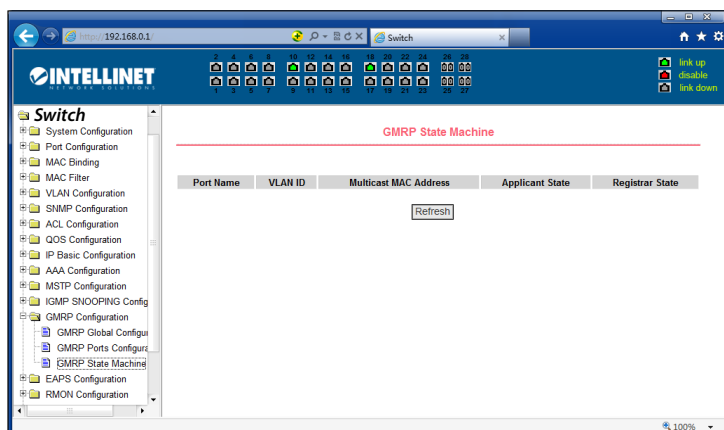 http://192.168.0.1/
Switch
2 4 6 8 10 12 14 16 18 20 22 24 26 28
1 3 5 7 9 11 13 15 17 19 21 23 25 27
link up
disable
link down
INTELLINET
NETWORK SOLUTIONS
Switch
System Configuration
Port Configuration
MAC Binding
MAC Filter
VLAN Configuration
SNMP Configuration
ACL Configuration
QOS Configuration
IP Basic Configuration
AAA Configuration
MSTP Configuration
IGMP SNOOPING Config
GMRP Configuration
GMRP Global Configur
GMRP Ports Configura
GMRP State Machine
EAPS Configuration
RMON Configuration
GMRP State Machine
Port Name VLAN ID Multicast MAC Address Applicant State Registrar State
Refresh
100%